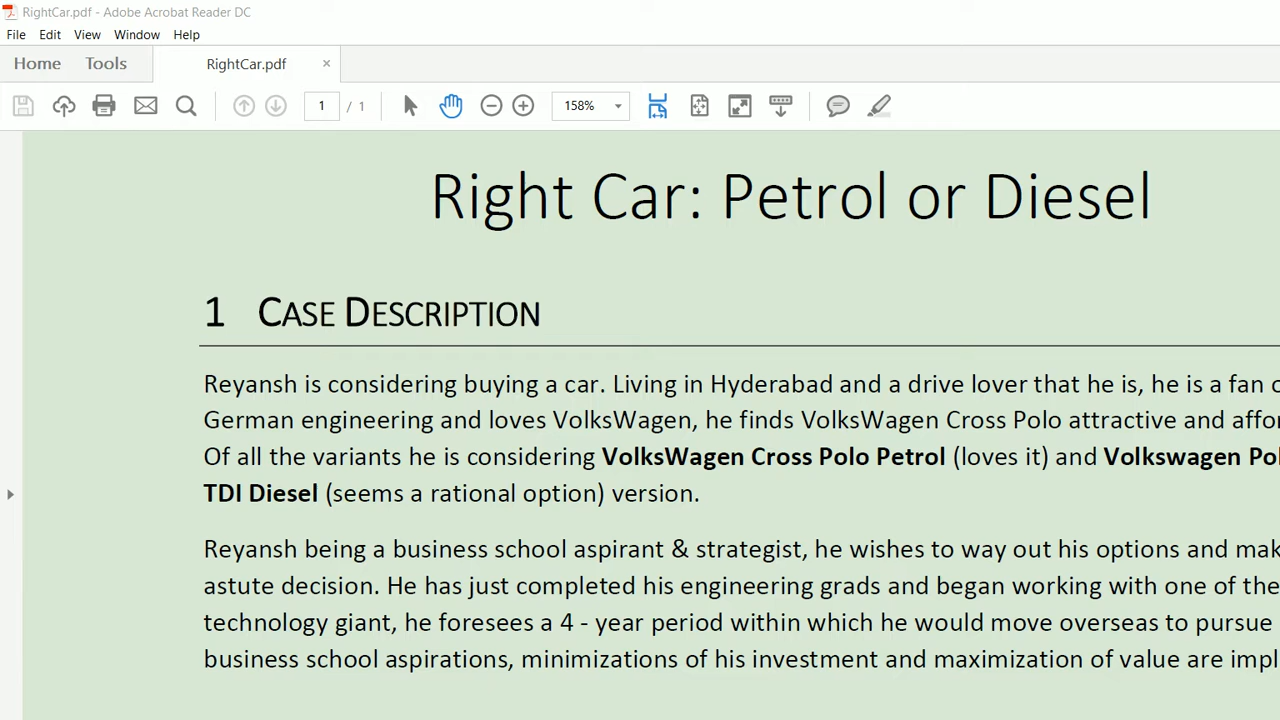 RightCar.pdf - Adobe Acrobat Reader DC
File Edit View Window Help
Home Tools RightCar.pdf ×
1 / 1 158%
Right Car: Petrol or Diesel
1 CASE DESCRIPTION
Reyansh is considering buying a car. Living in Hyderabad and a drive lover that he is, he is a fan
German engineering and loves VolksWagen, he finds VolksWagen Cross Polo attractive and
Of all the variants he is considering VolksWagen Cross Polo Petrol (loves it) and Volkswagen
TDI Diesel (seems a rational option) version.
Reyansh being a business school aspirant & strategist, he wishes to way out his options and
astute decision. He has just completed his engineering grads and began working with one of the
technology giant, he foresees a 4 - year period within which he would move overseas to pursue
business school aspirations, minimizations of his investment and maximization of value are